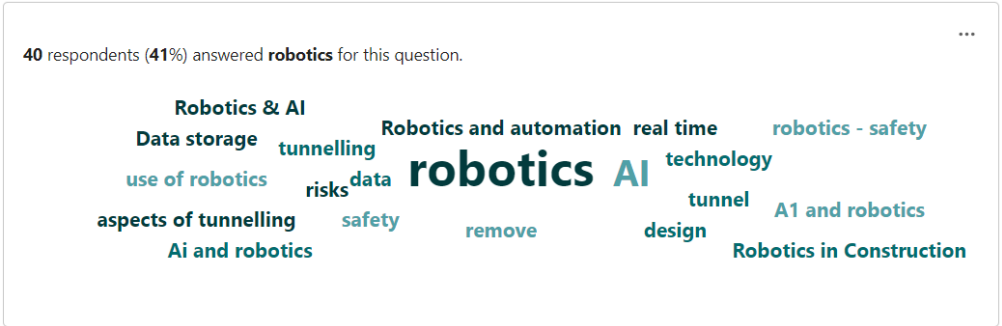 ...
40 respondents (41%) answered robotics for this question.
Robotics & AI
Data storage
Robotics and automation
real time
robotics - safety
tunnelling
robotics
AI
technology
use of robotics
risks
data
tunnel
aspects of tunnelling
safety
A1 and robotics
remove
design
Ai and robotics
Robotics in Construction